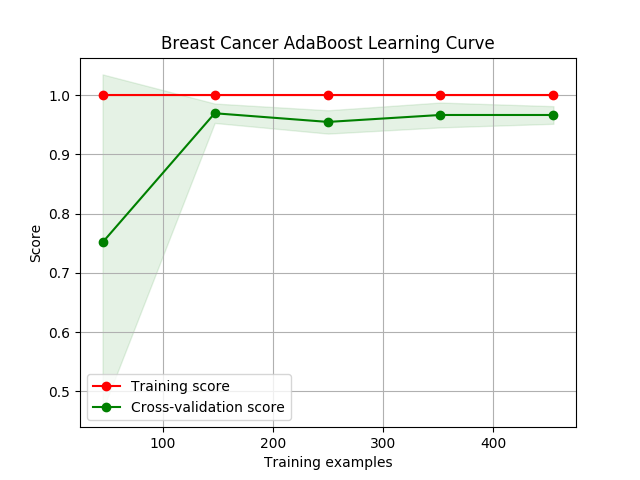 Breast Cancer AdaBoost Learning Curve
1.0
0.9
0.8
0.7
0.6
0.5
Score
Training score
Cross-validation score
100 200 300 400
Training examples